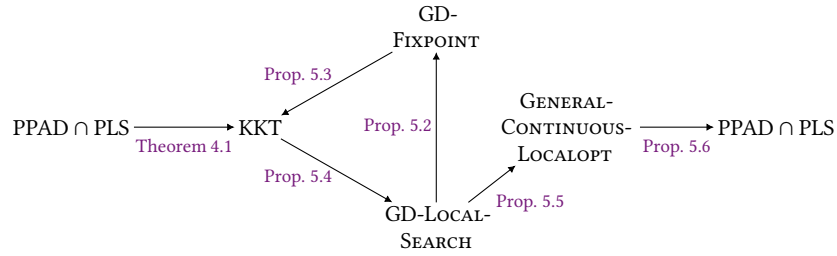 GD-
FIXPOINT
Prop. 5.3
GENERAL-
CONTINUOUS-
LOCALOPT
PPAD ∩ PLS
Theorem 4.1
KKT
Prop. 5.2
PPAD ∩ PLS
Prop. 5.6
Prop. 5.4
Prop. 5.5
GD-LOCAL-
SEARCH